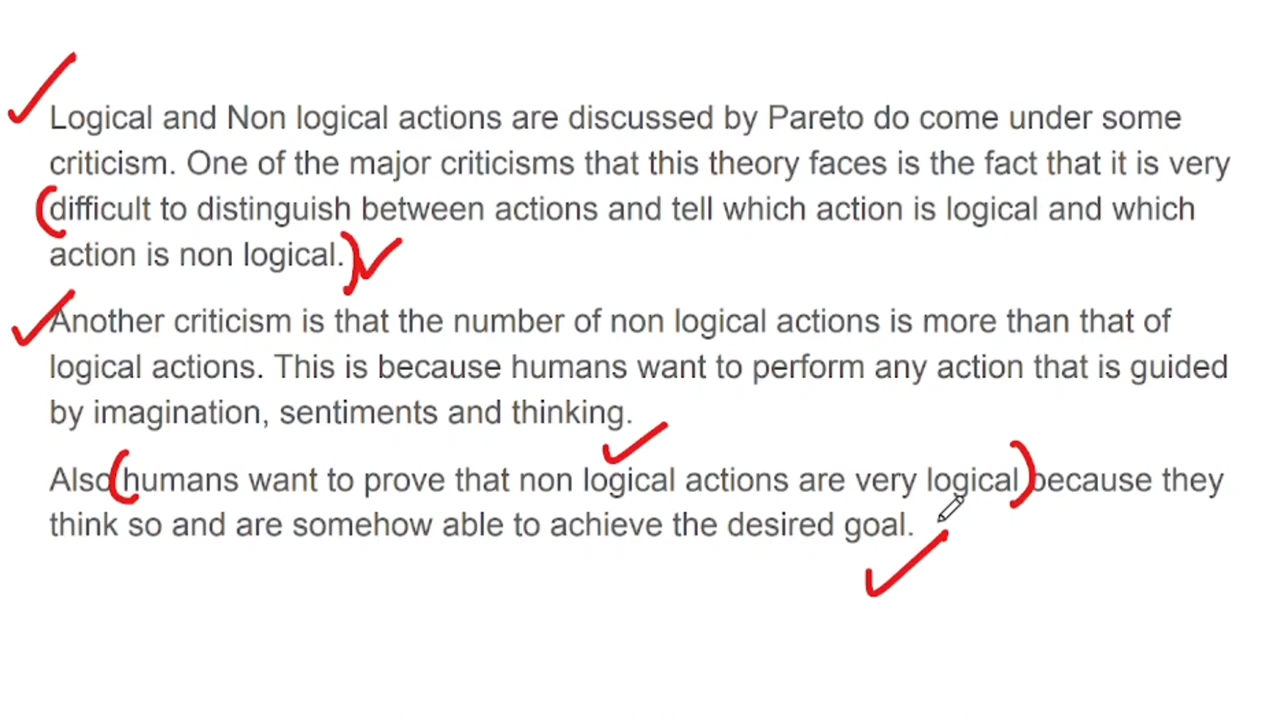 Logical and Non logical actions are discussed by Pareto do come under some
criticism. One of the major criticisms that this theory faces is the fact that it is very
difficult to distinguish between actions and tell which action is logical and which
action is non logical.
Another criticism is that the number of non logical actions is more than that of
logical actions. This is because humans want to perform any action that is guided
by imagination, sentiments and thinking.
Also humans want to prove that non logical actions are very logical because they
think so and are somehow able to achieve the desired goal.